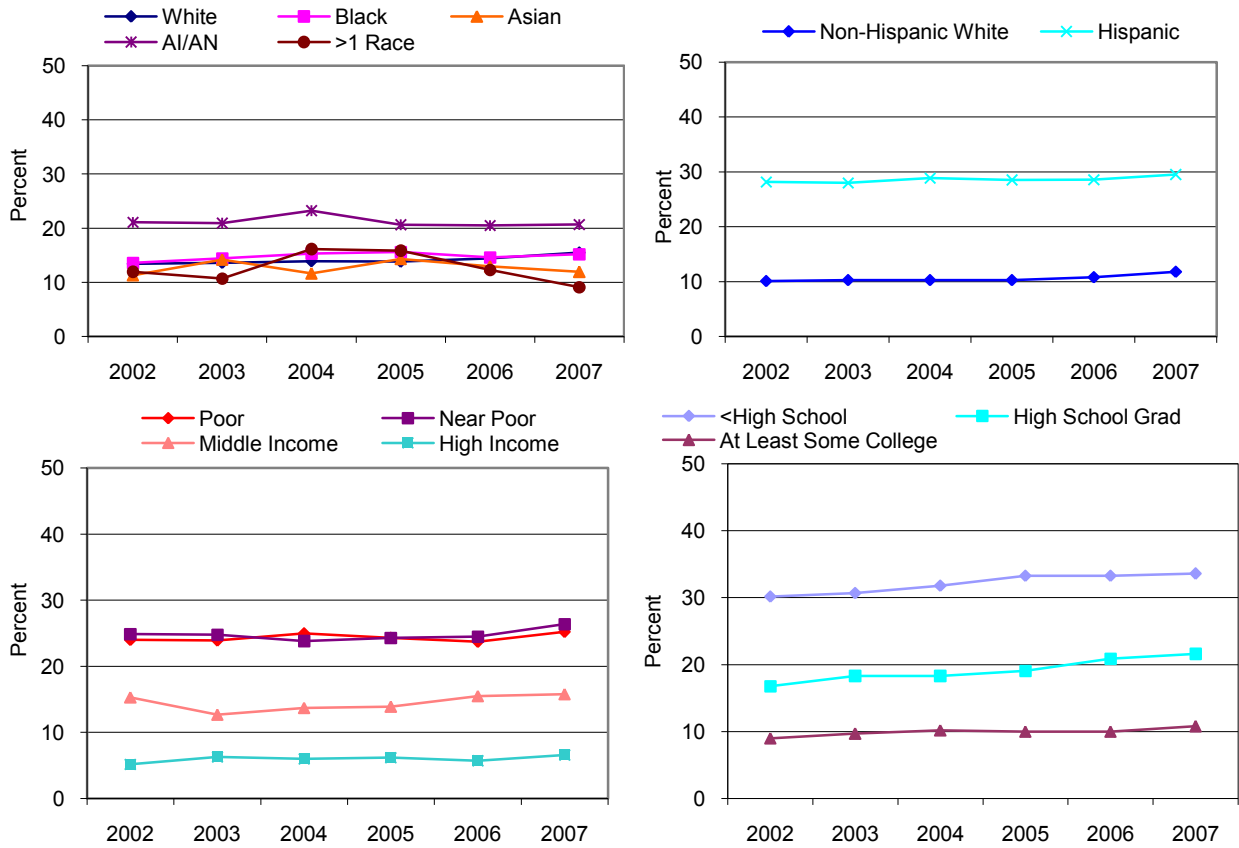 White Black Asian
AI/AN >1 Race
50
40
30
20
10
0
Percent
2002 2003 2004 2005 2006 2007
Non-Hispanic White Hispanic
50
40
30
20
10
0
Percent
2002 2003 2004 2005 2006 2007
Poor Near Poor
Middle Income High Income
50
40
30
20
10
0
Percent
2002 2003 2004 2005 2006 2007
<High School High School Grad
At Least Some College
50
40
30
20
10
0
Percent
2002 2003 2004 2005 2006 2007